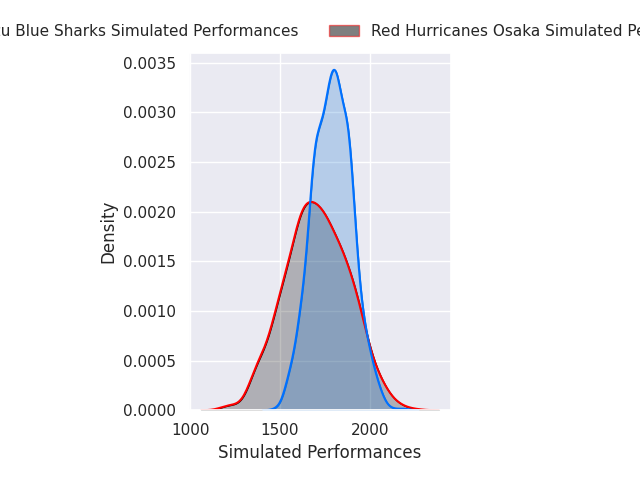 u Blue Sharks Simulated Performances Red Hurricanes Osaka Simulated Pe
0.0035
0.0030
0.0025
0.0020
0.0015
0.0010
0.0005
0.0000
Density
1000 1500 2000
Simulated Performances